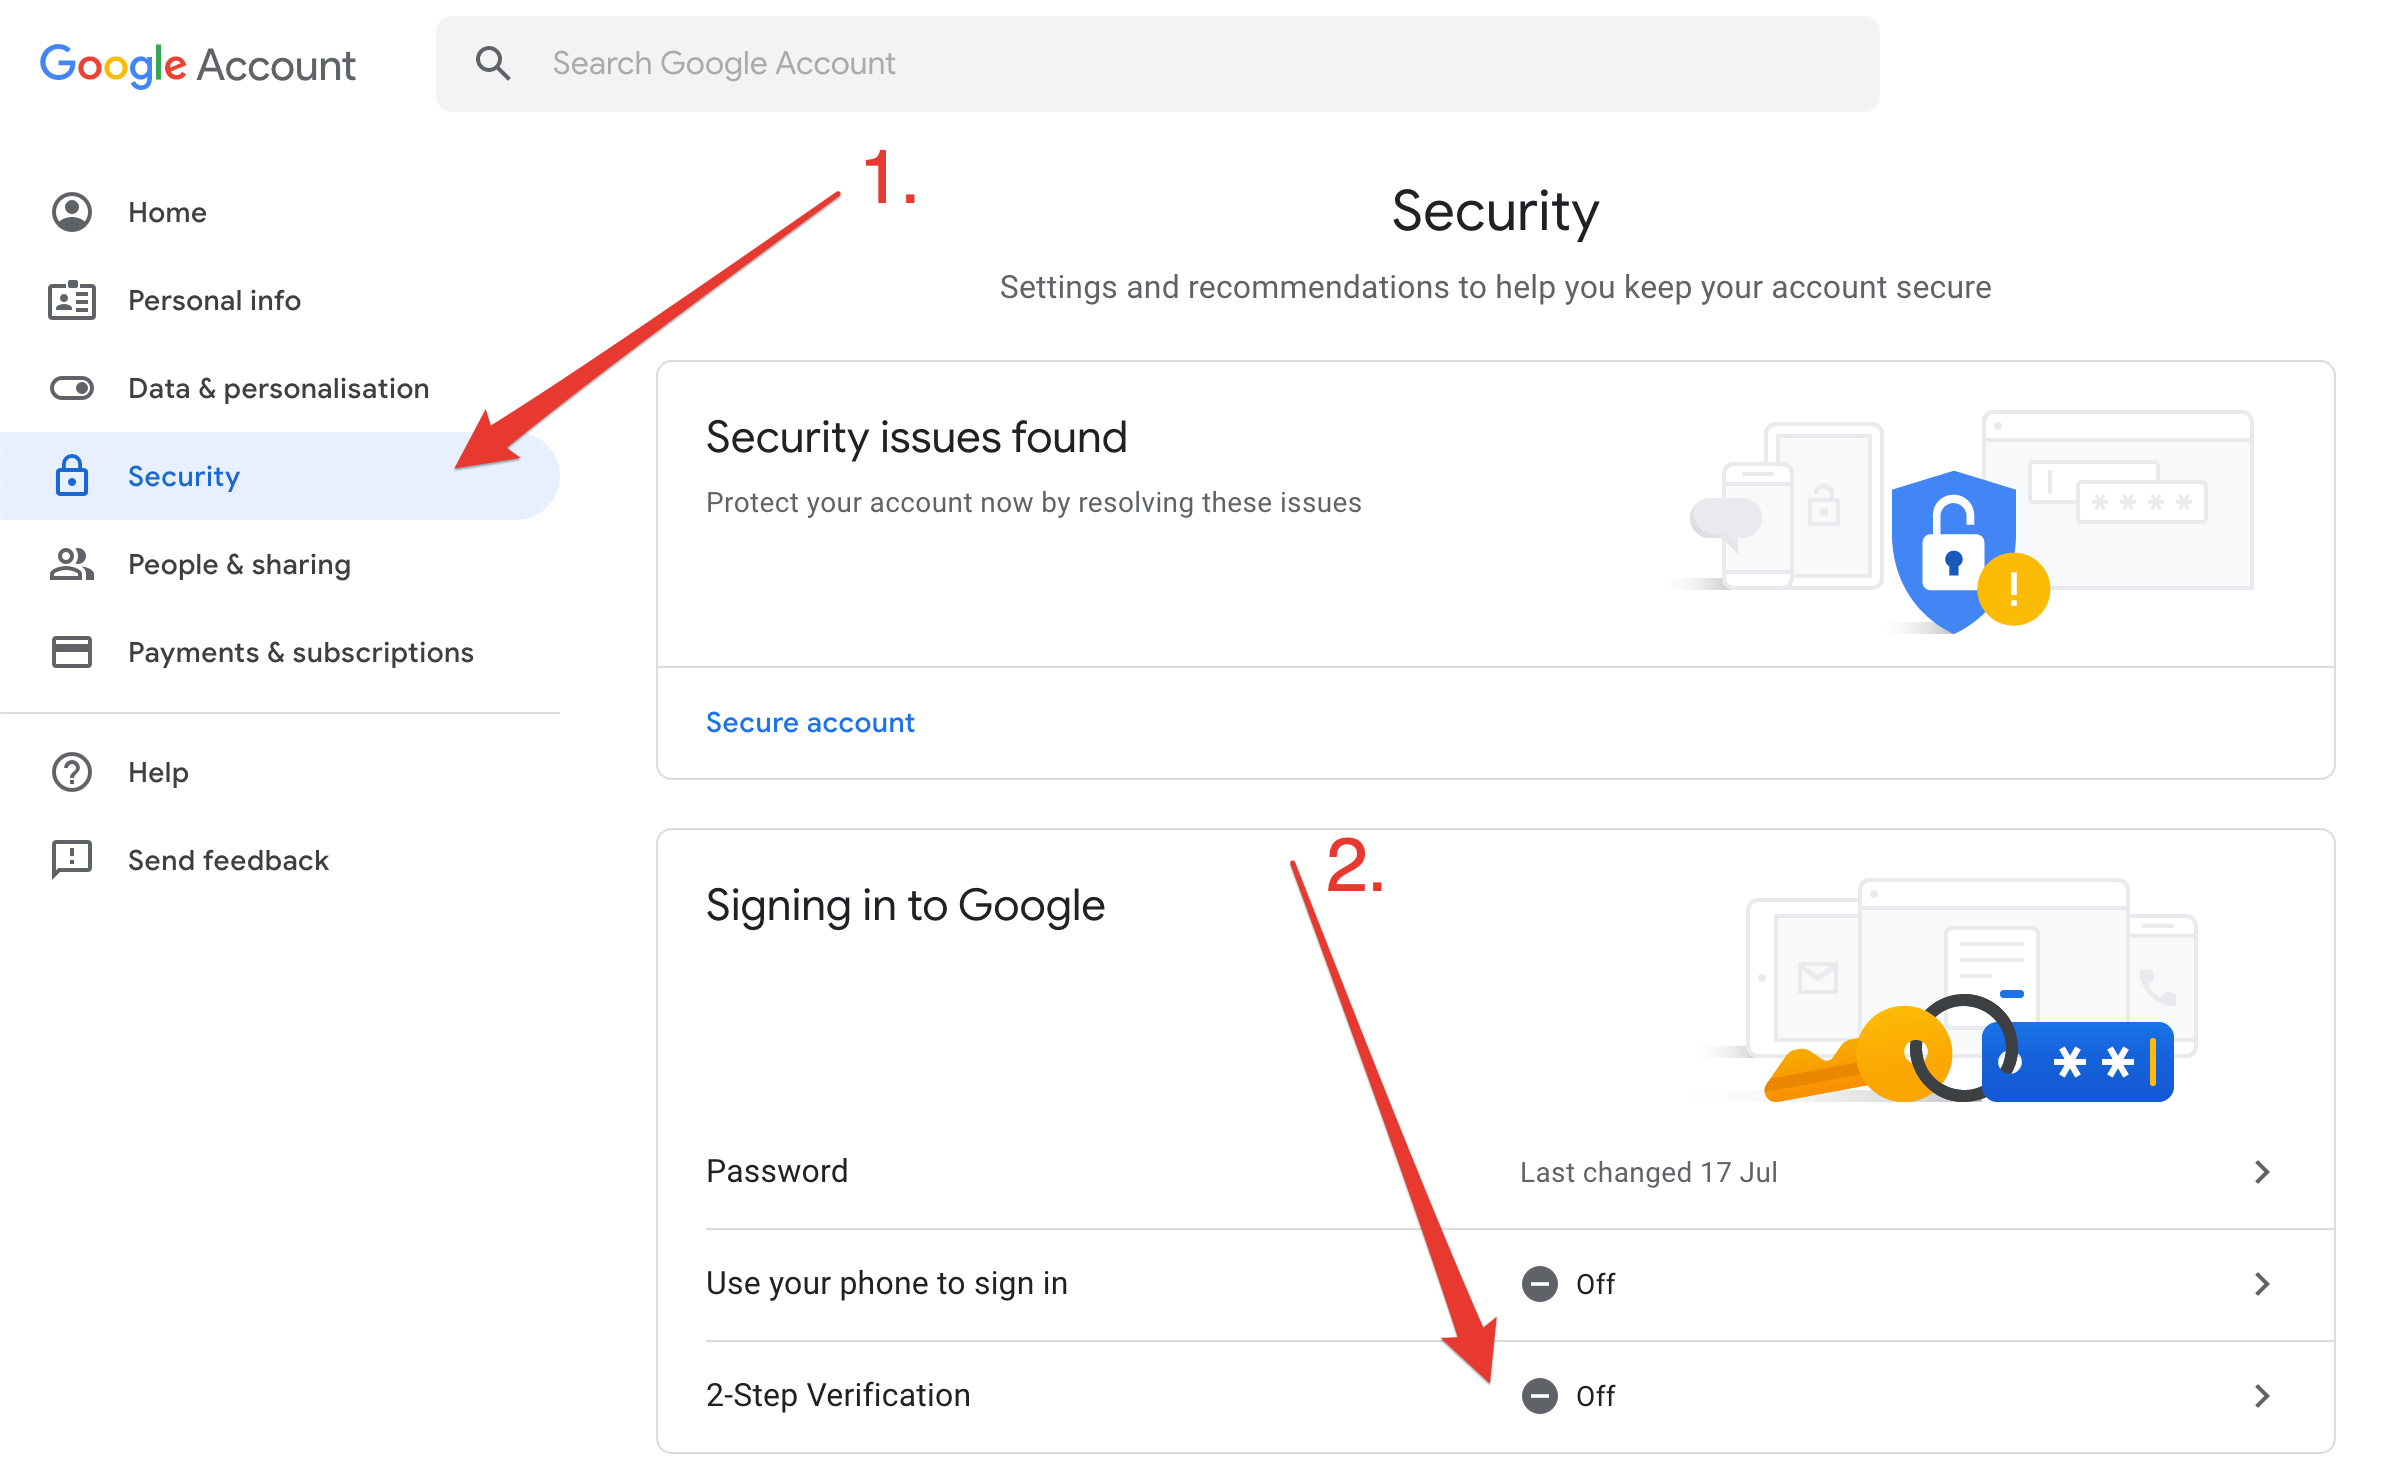 Google Account
Search Google Account
1.
Home
Personal info
Data & personalisation
Security
People & sharing
Payments & subscriptions
Help
Send feedback
Security
Settings and recommendations to help you keep your account secure
Security issues found
Protect your account now by resolving these issues
* * * *
!
Secure account
2.
Signing in to Google
* *
Password
Last changed 17 Jul
Use your phone to sign in
Off
2-Step Verification
Off